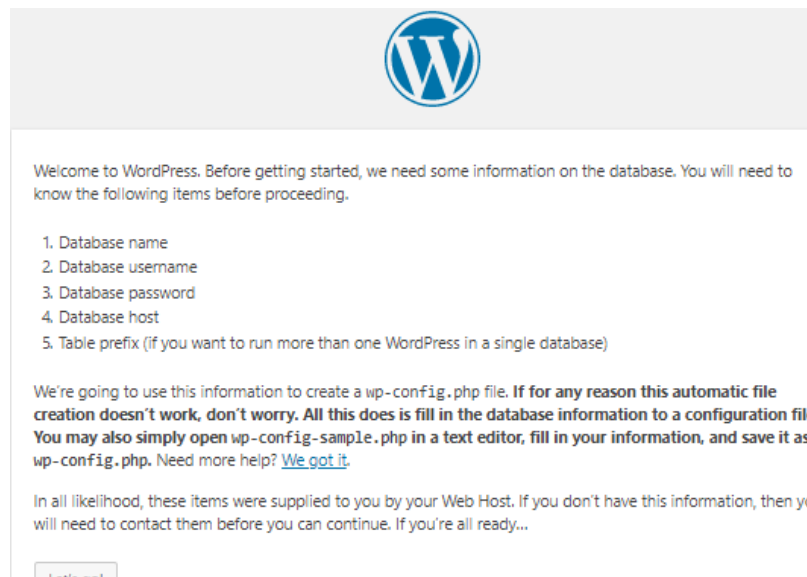 Welcome to WordPress. Before getting started, we need some information on the database. You will need to
know the following items before proceeding.
1. Database name
2. Database username
3. Database password
4. Database host
5. Table prefix (if you want to run more than one WordPress in a single database)
We're going to use this information to create a wp-config.php file. If for any reason this automatic file
creation doesn't work, don't worry. All this does is fill in the database information to a configuration fil
You may also simply open wp-config-sample.php in a text editor, fill in your information, and save it as
wp-config.php. Need more help? We got it.
In all likelihood, these items were supplied to you by your Web Host. If you don't have this information, then yo
will need to contact them before you can continue. If you're all ready...